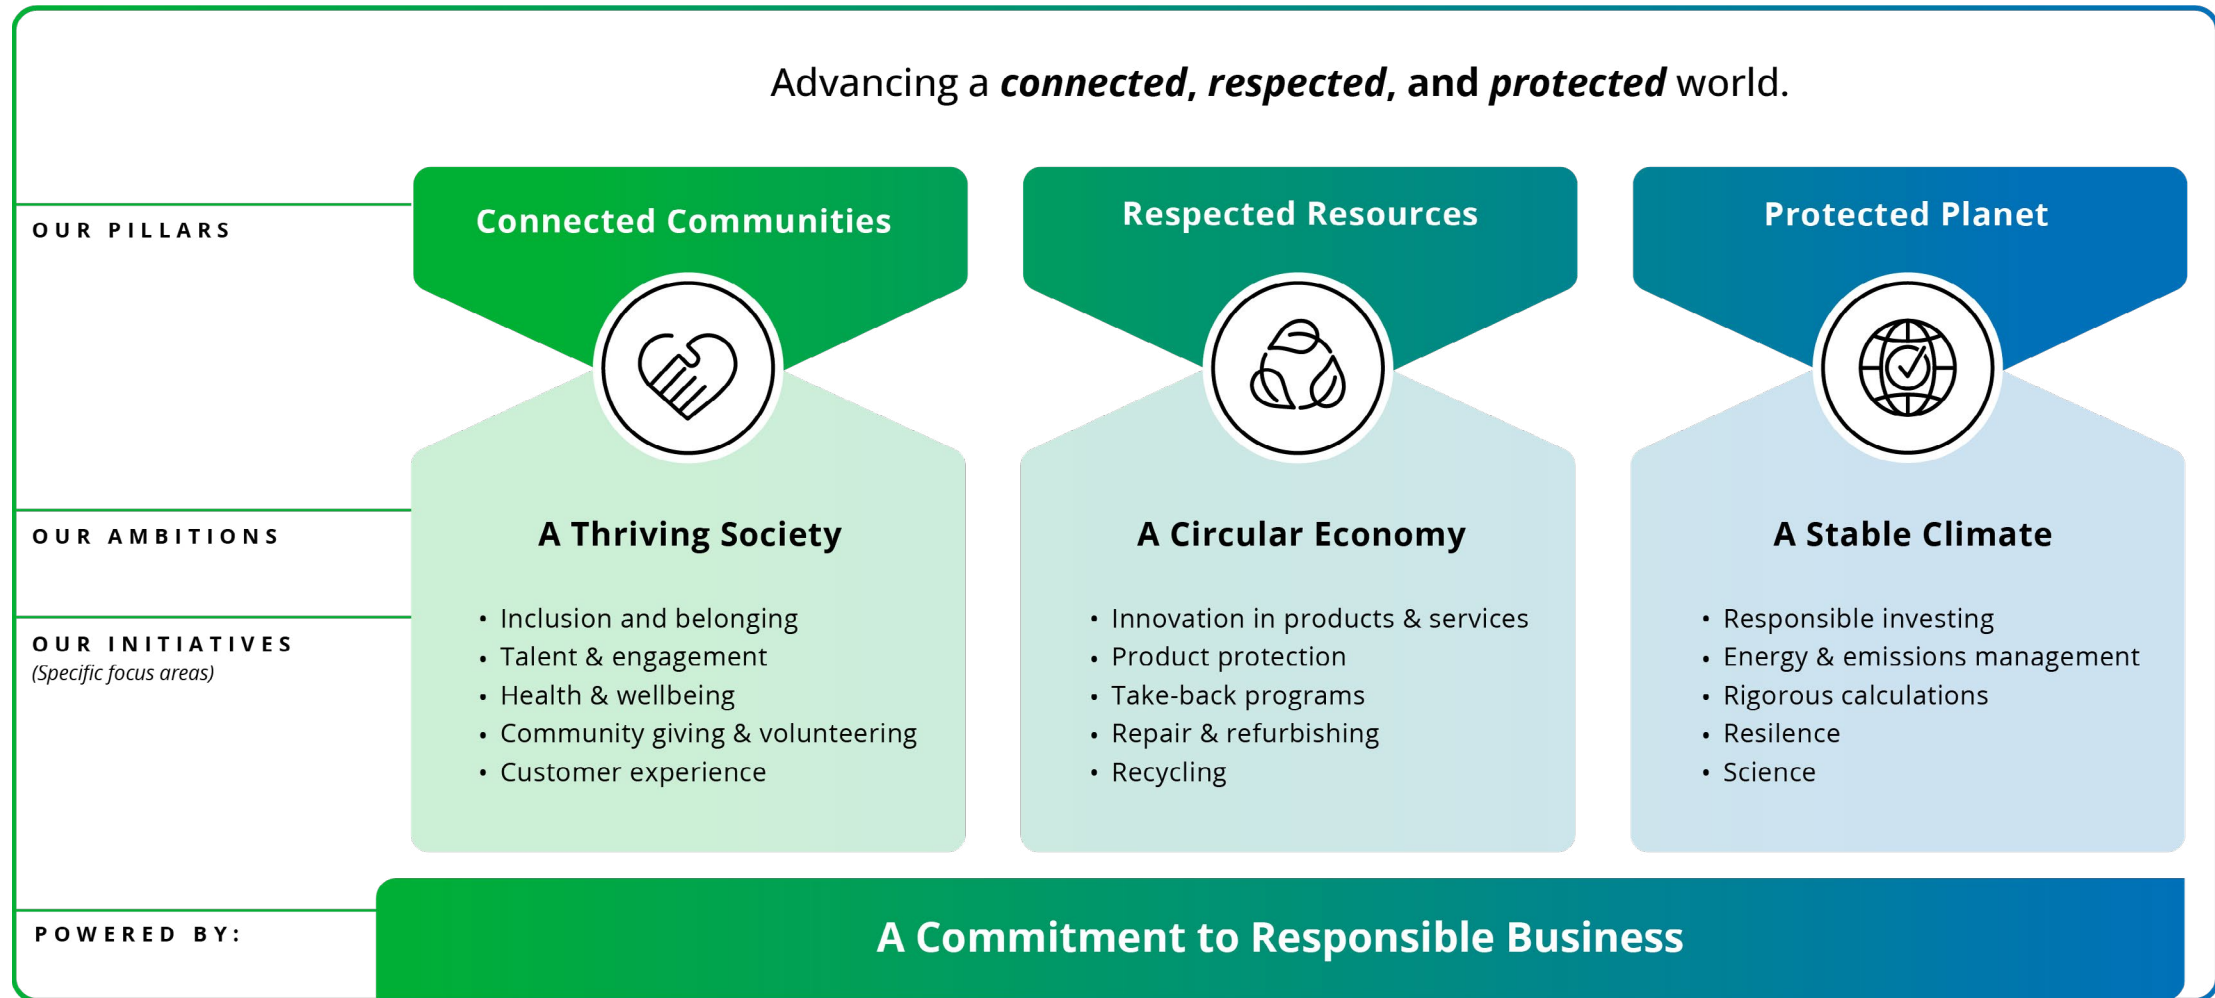 Advancing a connected, respected, and protected world.
OUR PILLARS
Connected Communities
Respected Resources
Protected Planet
OUR AMBITIONS
A Thriving Society
A Circular Economy
A Stable Climate
OUR INITIATIVES
(Specific focus areas)
• Inclusion and belonging
• Talent & engagement
• Health & wellbeing
• Community giving & volunteering
• Customer experience
• Innovation in products & services
• Product protection
• Take-back programs
• Repair & refurbishing
• Recycling
• Responsible investing
• Energy & emissions management
• Rigorous calculations
• Resilence
• Science
POWERED BY:
A Commitment to Responsible Business